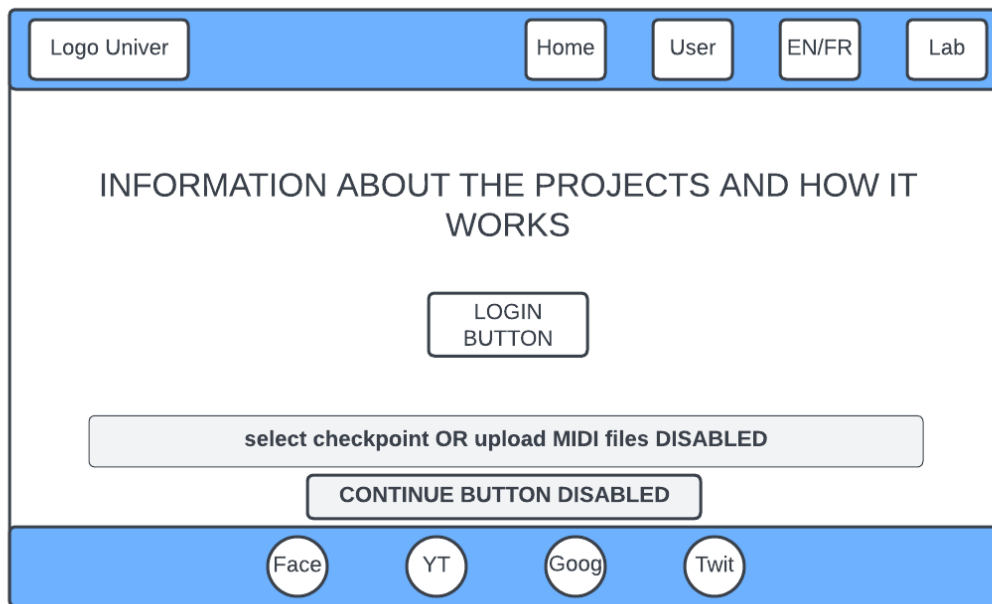 Logo Univer
Home
User
EN/FR
Lab
INFORMATION ABOUT THE PROJECTS AND HOW IT
WORKS
LOGIN
BUTTON
select checkpoint OR upload MIDI files DISABLED
CONTINUE BUTTON DISABLED
Face
YT
Goog
Twit